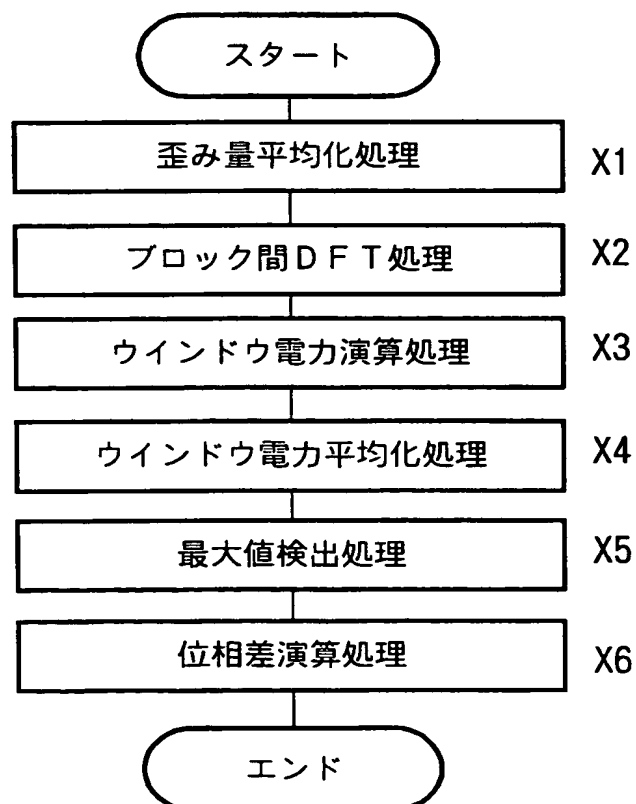 スタート
歪み量平均化処理 X1
ブロック間DFT処理 X2
ウインドウ電力演算処理 X3
ウインドウ電力平均化処理 X4
最大値検出処理 X5
位相差演算処理 X6
エンド